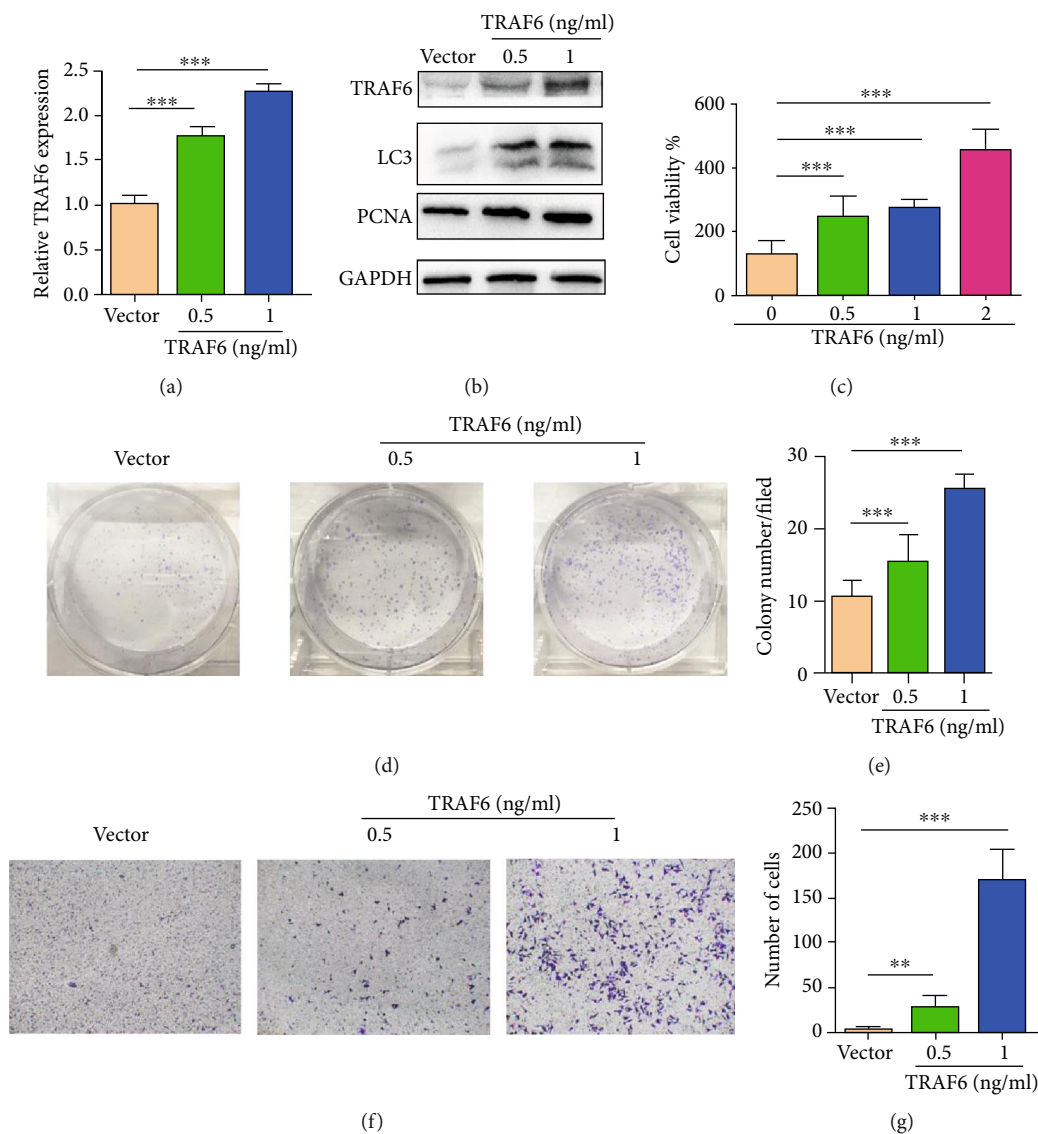 Relative TRAF6 expression
2.5
2.0
1.5
1.0
0.5
0.0
***
***
Vector 0.5 1
TRAF6 (ng/ml)
(a)
TRAF6 (ng/ml)
Vector 0.5 1
TRAF6
LC3
PCNA
GAPDH
(b)
Cell viability %
600
400
200
0
***
***
***
0 0.5 1 2
TRAF6 (ng/ml)
(c)
TRAF6 (ng/ml)
Vector 0.5 1
(d)
Colony number/filed
30
20
10
0
***
***
Vector 0.5 1
TRAF6 (ng/ml)
(e)
TRAF6 (ng/ml)
Vector 0.5 1
(f)
Number of cells
250
200
150
100
50
0
***
**
Vector 0.5 1
TRAF6 (ng/ml)
(g)